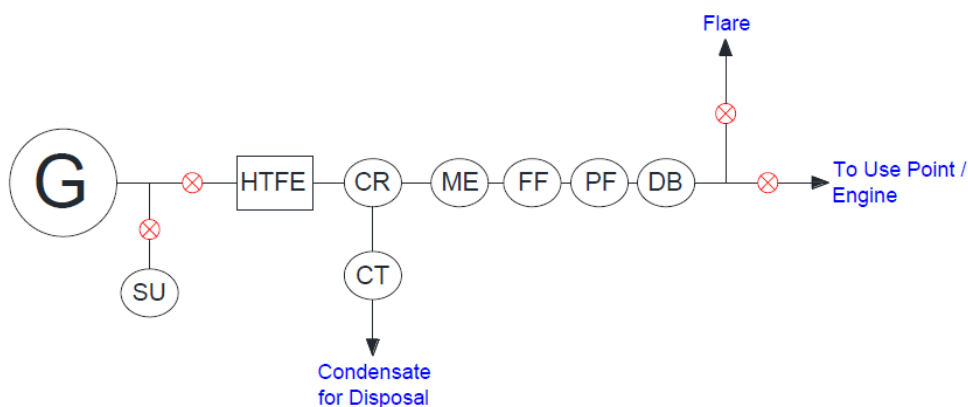 Flare
G
HTFE
CR
ME
FF
PF
DB
To Use Point /
Engine
SU
CT
Condensate
for Disposal